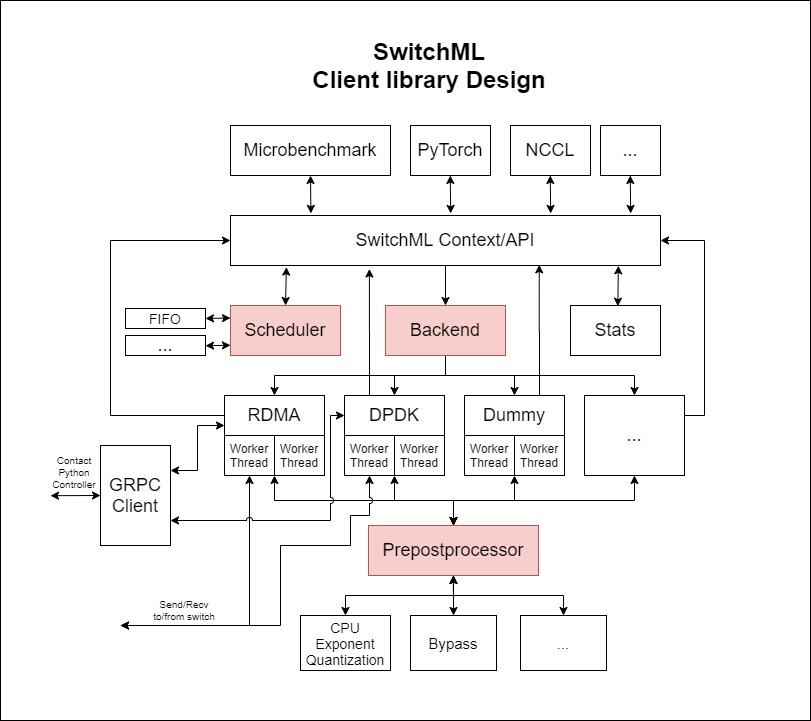 SwitchML
Client library Design
Microbenchmark
PyTorch
NCCL
...
SwitchML Context/API
FIFO
...
Scheduler
Backend
Stats
RDMA
Worker
Thread
Worker
Thread
DPDK
Worker
Thread
Worker
Thread
Dummy
Worker
Thread
Worker
Thread
...
Contact
Python
Controller
GRPC
Client
Prepostprocessor
Send/Recv
to/from switch
CPU
Exponent
Quantization
Bypass
...